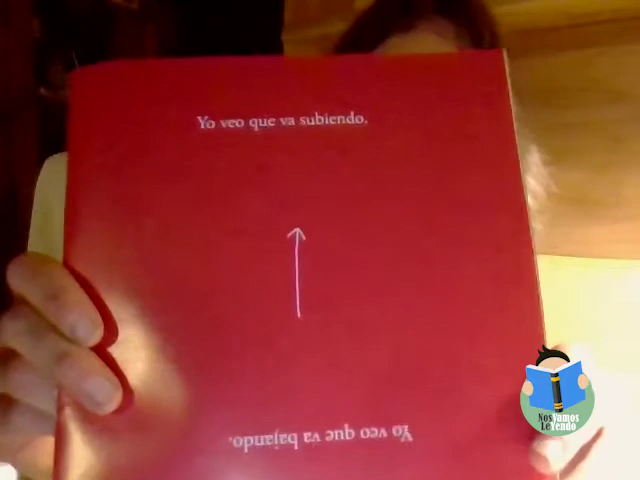 Yo veo que va subiendo.
Yo veo que va bajando.
Nos Vamos
LeYendo